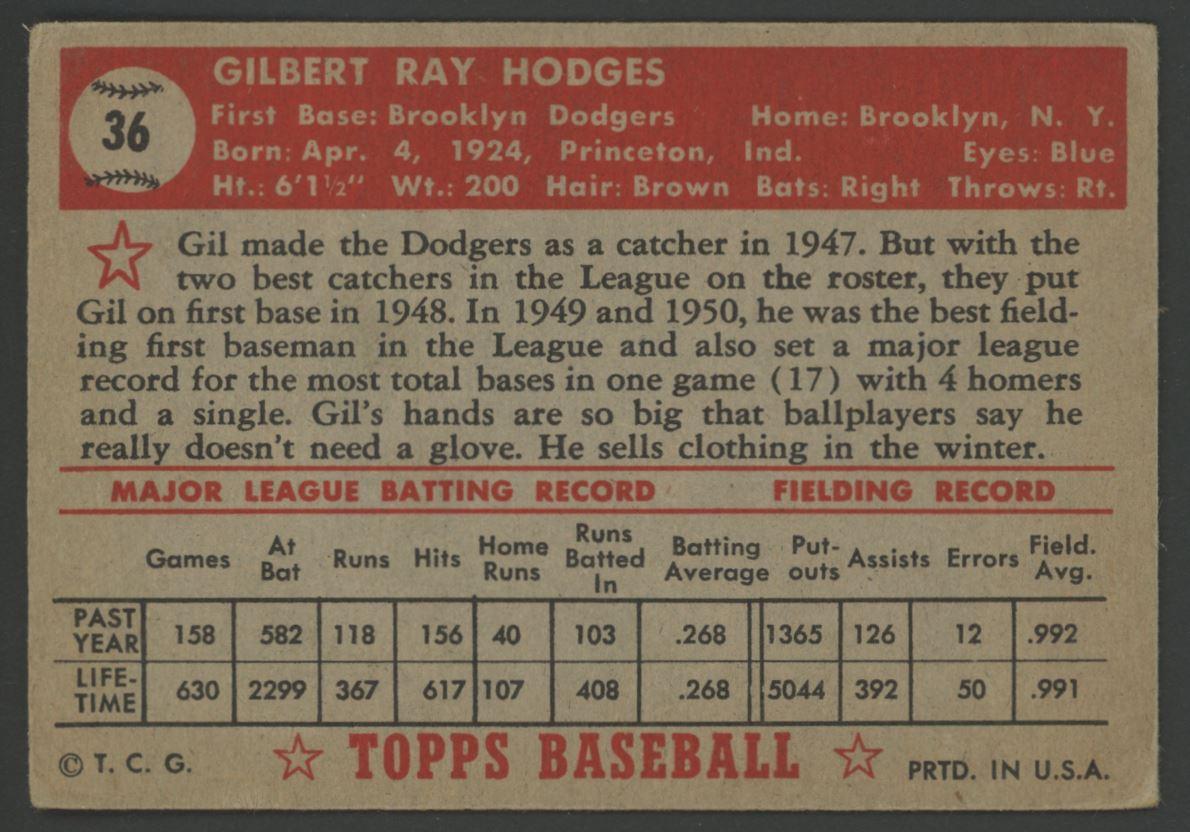 36
GILBERT RAY HODGES
First Base: Brooklyn Dodgers Home: Brooklyn, N. Y.
Born: Apr. 4, 1924, Princeton, Ind. Eyes: Blue
Ht.: 6'1½" Wt.: 200 Hair: Brown Bats: Right Throws: Rt.
Gil made the Dodgers as a catcher in 1947. But with the
two best catchers in the League on the roster, they put
Gil on first base in 1948. In 1949 and 1950, he was the best field-
ing first baseman in the League and also set a major league
record for the most total bases in one game (17) with 4 homers
and a single. Gil's hands are so big that ballplayers say he
really doesn't need a glove. He sells clothing in the winter.
MAJOR LEAGUE BATTING RECORD FIELDING RECORD
Games At Bat Runs Hits Home Runs Runs Batted In Batting Average Put-outs Assists Errors Field. Avg.
PAST YEAR 158 582 118 156 40 103 .268 1365 126 12 .992
LIFE-TIME 630 2299 367 617 107 408 .268 5044 392 50 .991
© T. C. G. TOPPS BASEBALL PRTD. IN U.S.A.